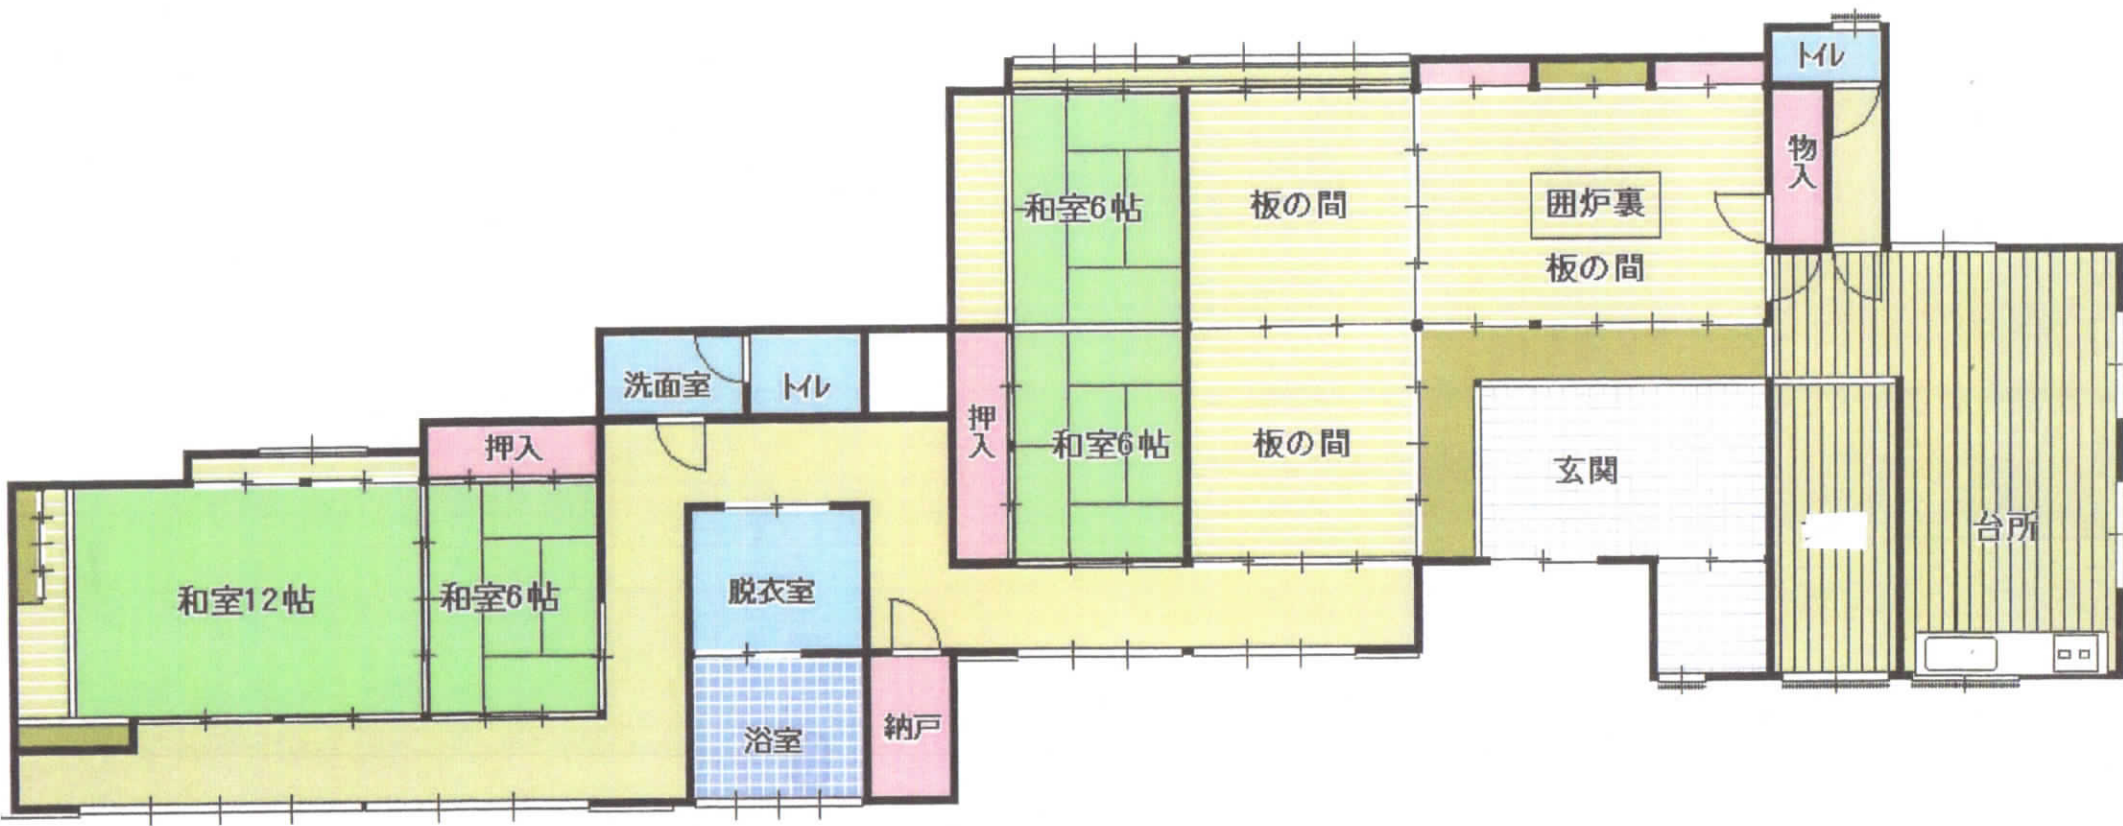 トイレ
物入
和室6帖
板の間
囲炉裏
板の間
洗面室
トイレ
押入
和室6帖
板の間
玄関
台所
押入
和室12帖
和室6帖
脱衣室
浴室
納戸